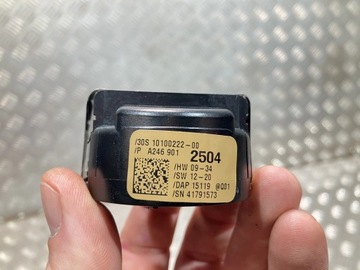 /30S 10100222-00
/P A246 901 2504
/HW 09-34
/SW 12-20
/DAP 15119 @001
/SN 41791573